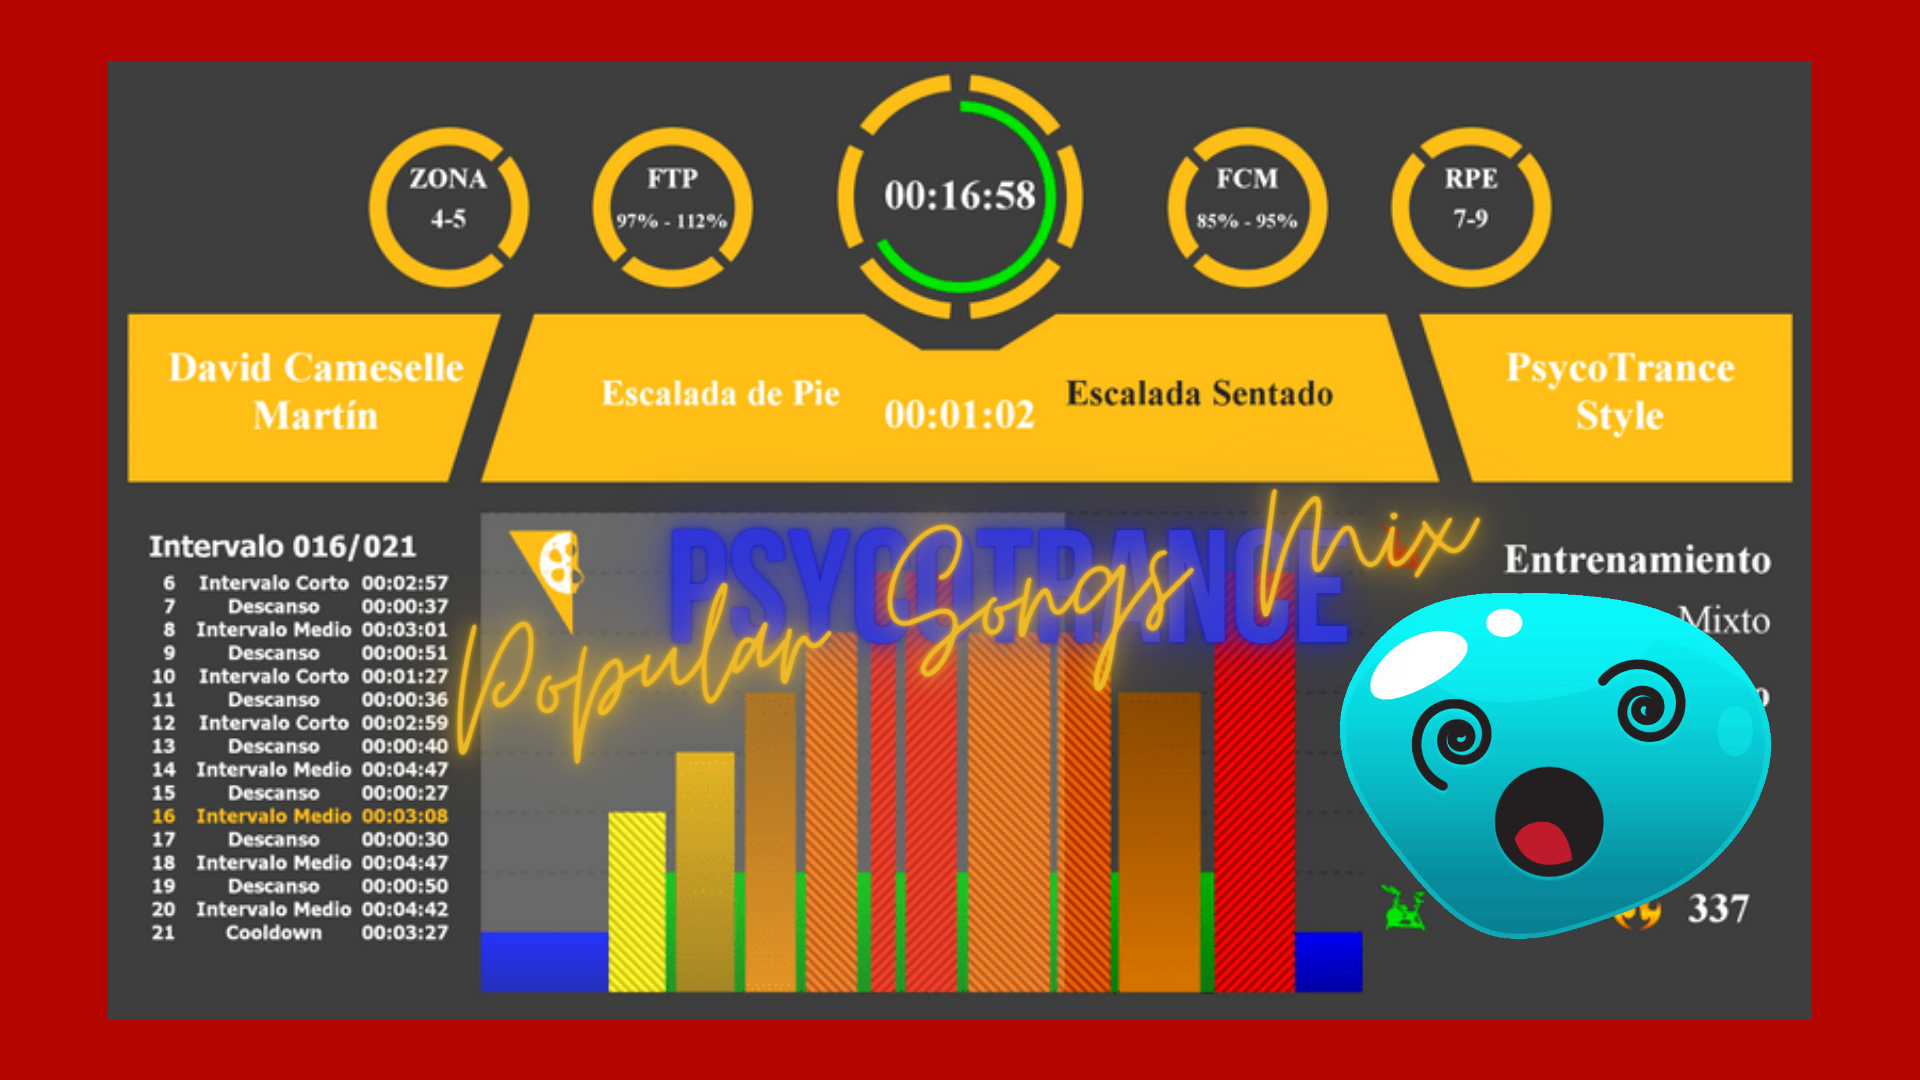 ZONA
4-5
FTP
97% - 112%
00:16:58
FCM
85% - 95%
RPE
7-9
David Cameselle
Martín
Escalada de Pie
00:01:02
Escalada Sentado
PsycoTrance
Style
Intervalo 016/021
6 Intervalo Corto 00:02:57
7 Descanso 00:00:37
8 Intervalo Medio 00:03:01
9 Descanso 00:00:51
10 Intervalo Corto 00:01:27
11 Descanso 00:00:36
12 Intervalo Corto 00:02:59
13 Descanso 00:00:40
14 Intervalo Medio 00:04:47
15 Descanso 00:00:27
16 Intervalo Medio 00:03:08
17 Descanso 00:00:30
18 Intervalo Medio 00:04:47
19 Descanso 00:00:50
20 Intervalo Medio 00:04:42
21 Cooldown 00:03:27
PSYCOTRANCE
Popular Songs Mix
Entrenamiento
Mixto
337